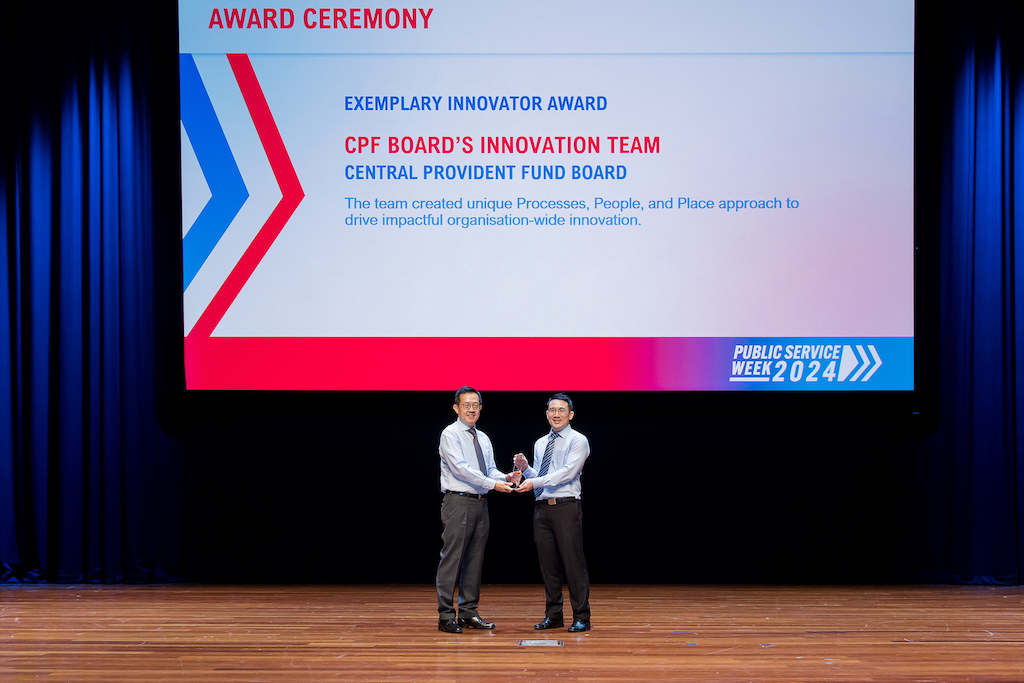 AWARD CEREMONY
EXEMPLARY INNOVATOR AWARD
CPF BOARD'S INNOVATION TEAM
CENTRAL PROVIDENT FUND BOARD
The team created unique Processes, People, and Place approach to
drive impactful organisation-wide innovation.
PUBLIC SERVICE
WEEK 2024